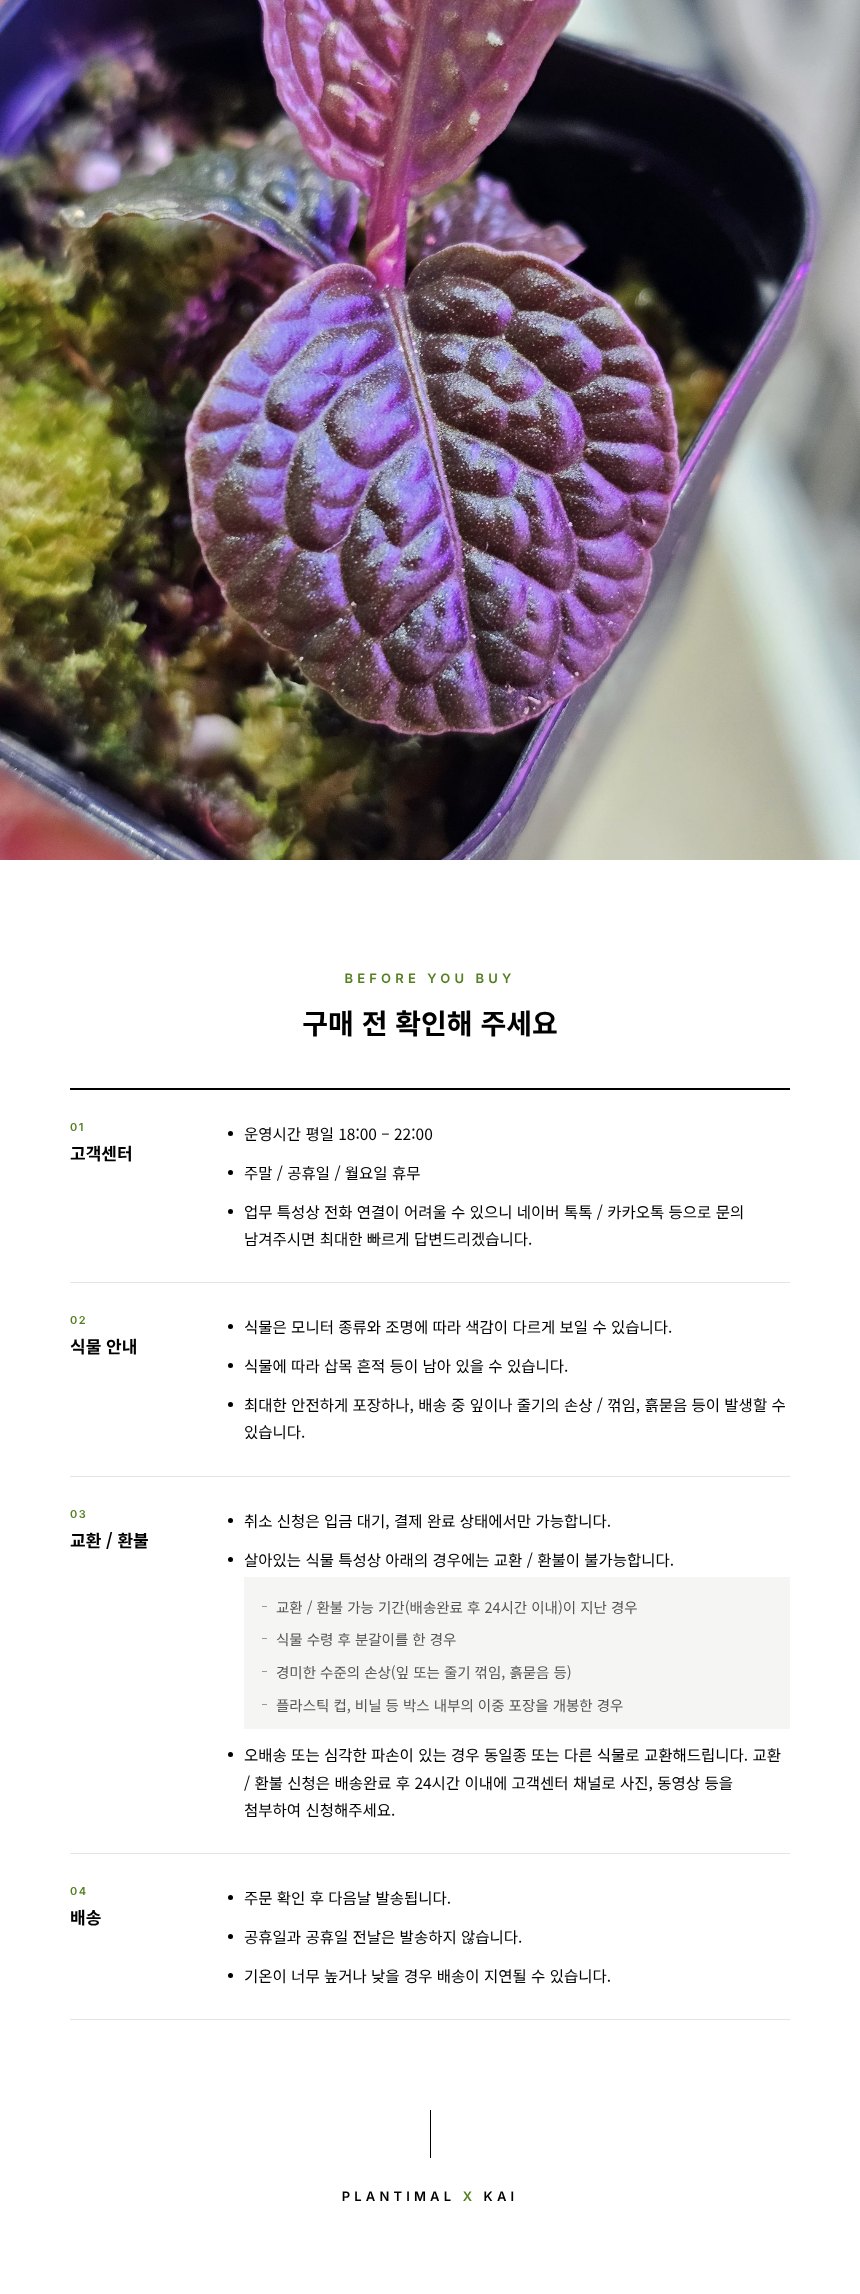 BEFORE YOU BUY
구매 전 확인해 주세요
01
고객센터
운영시간 평일 18:00 – 22:00
주말 / 공휴일 / 월요일 휴무
업무 특성상 전화 연결이 어려울 수 있으니 네이버 톡톡 / 카카오톡 등으로 문의
남겨주시면 최대한 빠르게 답변드리겠습니다.
02
식물 안내
식물은 모니터 종류와 조명에 따라 색감이 다르게 보일 수 있습니다.
식물에 따라 삽목 흔적 등이 남아 있을 수 있습니다.
최대한 안전하게 포장하나, 배송 중 잎이나 줄기의 손상 / 꺾임, 흙묻음 등이 발생할 수
있습니다.
03
교환 / 환불
취소 신청은 입금 대기, 결제 완료 상태에서만 가능합니다.
살아있는 식물 특성상 아래의 경우에는 교환 / 환불이 불가능합니다.
– 교환 / 환불 가능 기간(배송완료 후 24시간 이내)이 지난 경우
– 식물 수령 후 분갈이를 한 경우
– 경미한 수준의 손상(잎 또는 줄기 꺾임, 흙묻음 등)
– 플라스틱 컵, 비닐 등 박스 내부의 이중 포장을 개봉한 경우
오배송 또는 심각한 파손이 있는 경우 동일종 또는 다른 식물로 교환해드립니다. 교환
/ 환불 신청은 배송완료 후 24시간 이내에 고객센터 채널로 사진, 동영상 등을
첨부하여 신청해주세요.
04
배송
주문 확인 후 다음날 발송됩니다.
공휴일과 공휴일 전날은 발송하지 않습니다.
기온이 너무 높거나 낮을 경우 배송이 지연될 수 있습니다.
PLANTIMAL X KAI